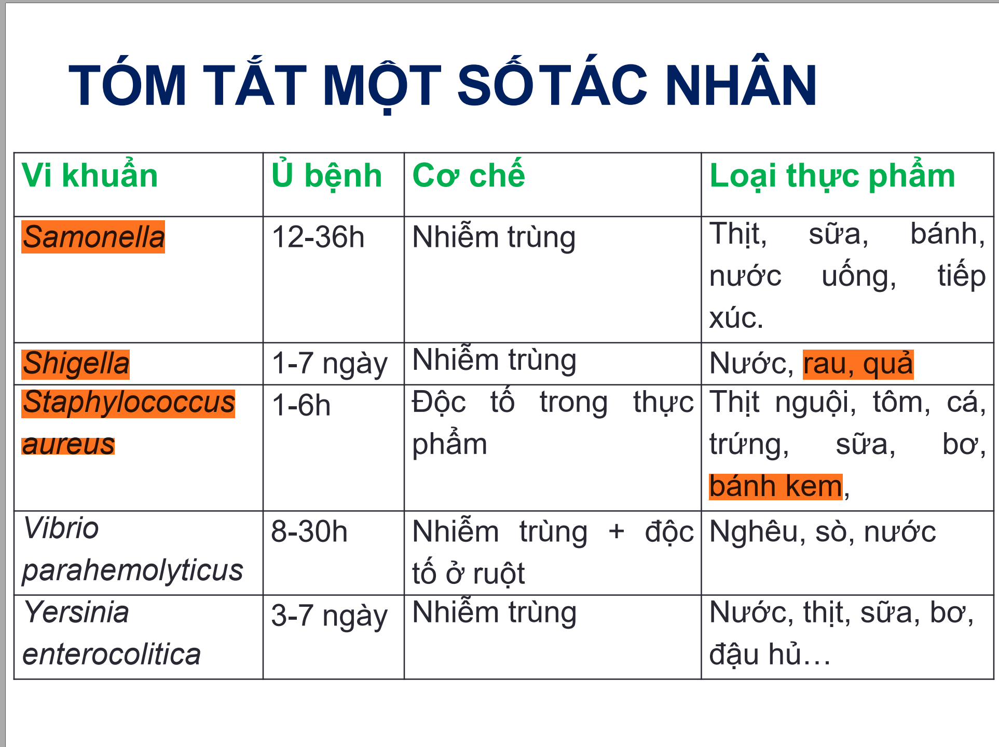 TÓM TẮT MỘT SỐ TÁC NHÂN
Vi khuẩn Ủ bệnh Cơ chế Loại thực phẩm
Samonella 12-36h Nhiễm trùng Thịt, sữa, bánh,
nước uống, tiếp
xúc.
Shigella 1-7 ngày Nhiễm trùng Nước, rau, quả
Staphylococcus 1-6h Độc tố trong thực Thịt nguội, tôm, cá,
aureus phẩm trứng, sữa, bơ,
bánh kem,
Vibrio 8-30h Nhiễm trùng + độc Nghêu, sò, nước
parahemolyticus tố ở ruột
Yersinia 3-7 ngày Nhiễm trùng Nước, thịt, sữa, bơ,
enterocolitica đậu hủ…